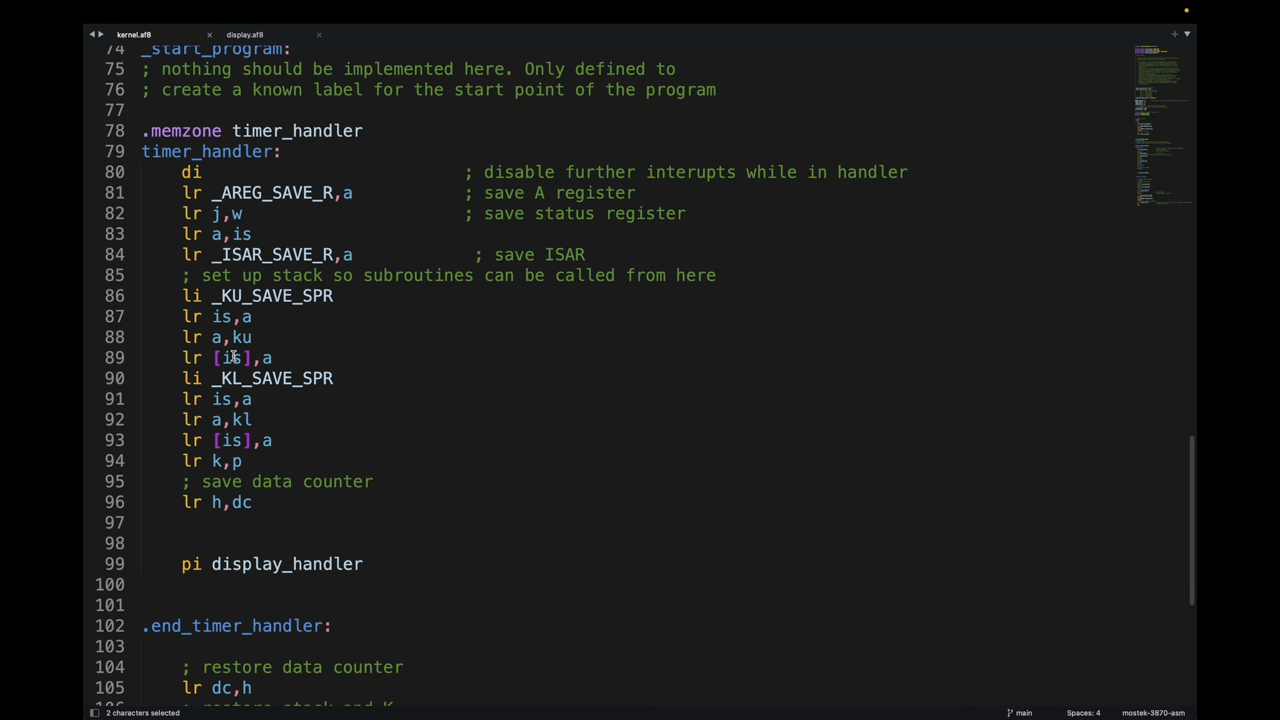 kernel.af8 × display.af8 ×
74 _start_program:
75 ; nothing should be implemented here. Only defined to
76 ; create a known label for the start point of the program
77
78 .memzone timer_handler
79 timer_handler:
80 di ; disable further interupts while in handler
81 lr _AREG_SAVE_R,a ; save A register
82 lr j,w ; save status register
83 lr a,is
84 lr _ISAR_SAVE_R,a ; save ISAR
85 ; set up stack so subroutines can be called from here
86 li _KU_SAVE_SPR
87 lr is,a
88 lr a,ku
89 lr [is],a
90 li _KL_SAVE_SPR
91 lr is,a
92 lr a,kl
93 lr [is],a
94 lr k,p
95 ; save data counter
96 lr h,dc
97
98
99 pi display_handler
100
101
102 .end_timer_handler:
103
104 ; restore data counter
105 lr dc,h
106 ; restore stack and K
2 characters selected main Spaces: 4 mostek-3870-asm